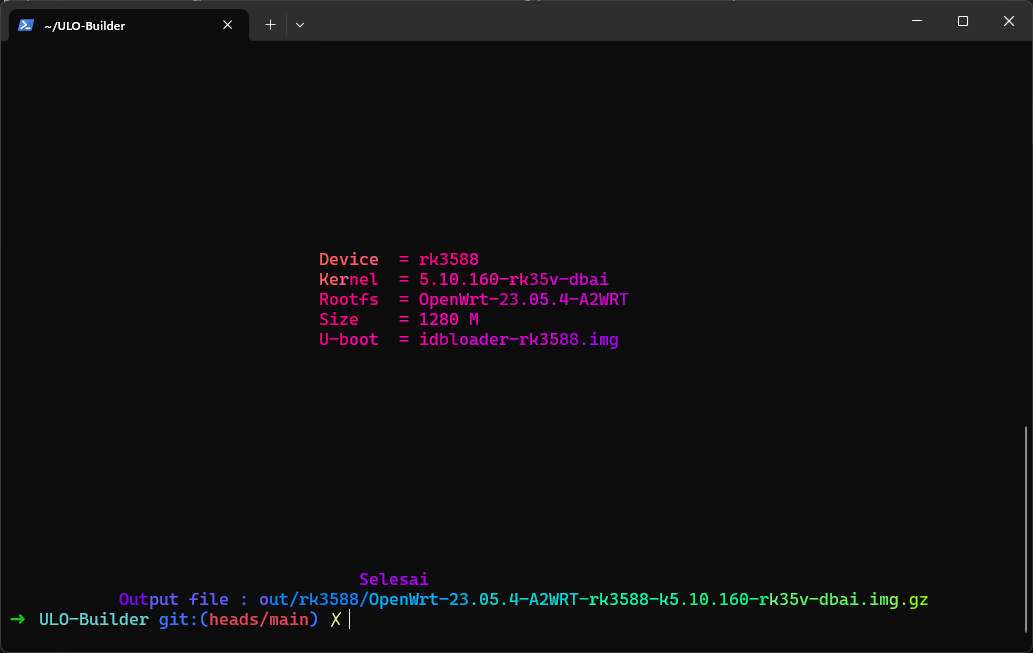 ~/ULO-Builder
Device = rk3588
Kernel = 5.10.160-rk35v-dbai
Rootfs = OpenWrt-23.05.4-A2WRT
Size = 1280 M
U-boot = idbloader-rk3588.img
Selesai
Output file : out/rk3588/OpenWrt-23.05.4-A2WRT-rk3588-k5.10.160-rk35v-dbai.img.gz
→ ULO-Builder git:(heads/main) X